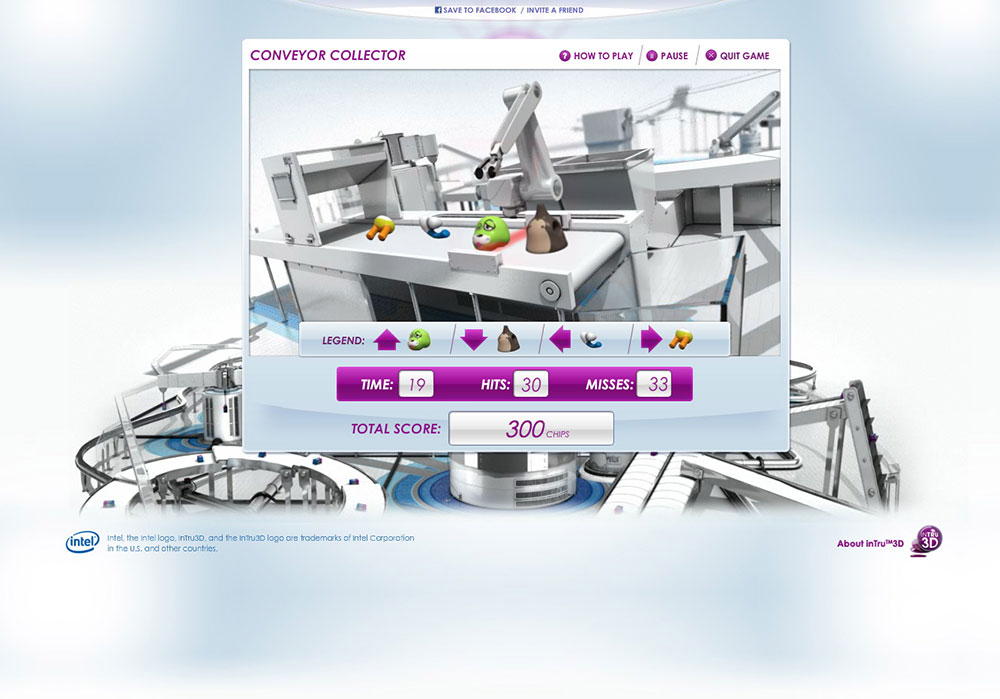 SAVE TO FACEBOOK / INVITE A FRIEND
CONVEYOR COLLECTOR
? HOW TO PLAY
PAUSE
QUIT GAME
LEGEND:
TIME: 19
HITS: 30
MISSES: 33
TOTAL SCORE: 300 CHIPS
intel
Intel, the Intel logo, InTru3D, and the InTru3D logo are trademarks of Intel Corporation
in the U.S. and other countries.
About inTru™3D
INTRU
3D